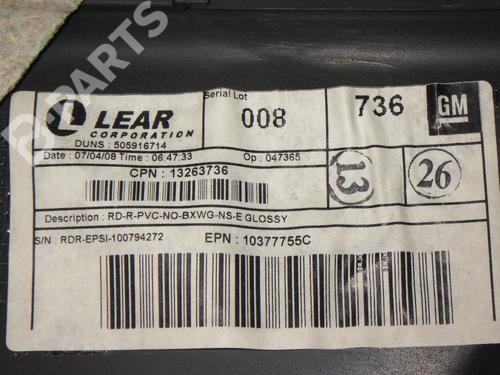 B-PARTS
LEAR
CORPORATION
DUNS : 505916714
Serial Lot
008
736
GM
Date : 07/04/08 Time : 06:47:33
Op : 047365
CPN : 13263736
13
26
Description : RD-R-PVC-NO-BXWG-NS-E GLOSSY
S/N : RDR-EPSI-100794272
EPN : 10377755C